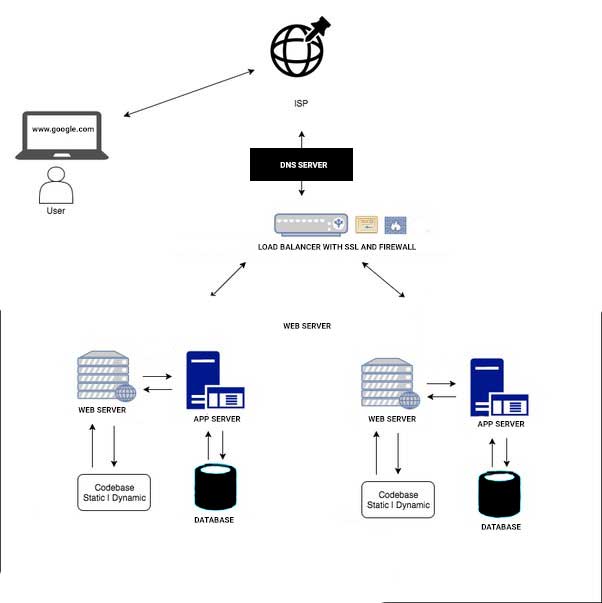 www.google.com
User
ISP
DNS SERVER
LOAD BALANCER WITH SSL AND FIREWALL
WEB SERVER
WEB SERVER
APP SERVER
Codebase
Static | Dynamic
DATABASE
WEB SERVER
APP SERVER
Codebase
Static | Dynamic
DATABASE